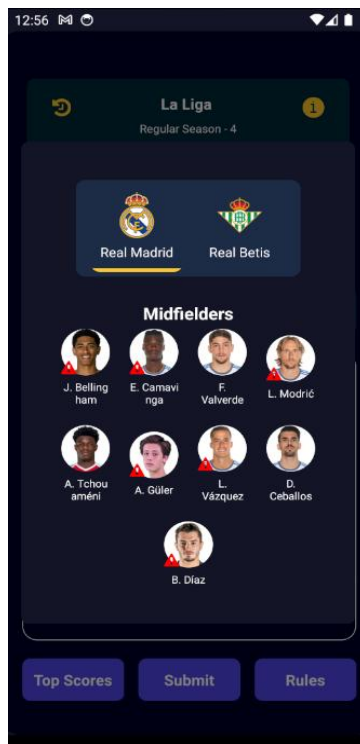 12:56
La Liga
1
Regular Season - 4
Real Madrid
Real Betis
Midfielders
J. Belling
ham
E. Camavi
nga
F.
Valverde
L. Modrić
A. Tchou
améni
A. Güler
L.
Vázquez
D.
Ceballos
B. Díaz
Top Scores
Submit
Rules